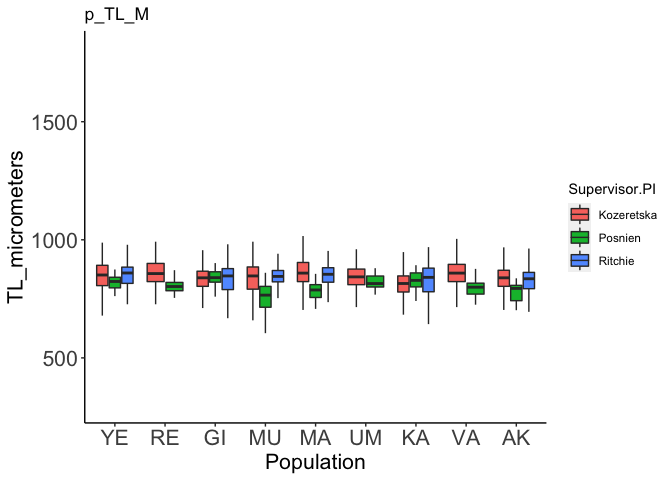 p_TL_M
TL_micrometers
1500
1000
500
YE RE GI MU MA UM KA VA AK
Population
Supervisor.PI
Kozeretska
Posnien
Ritchie